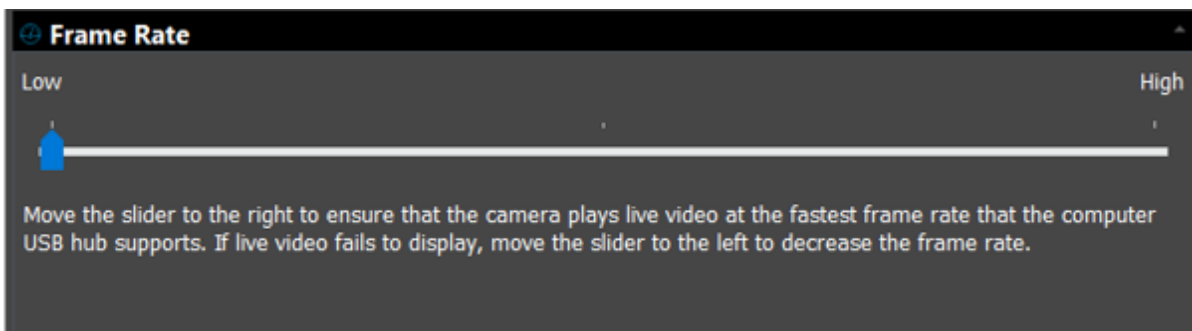 Frame Rate
Low
High
Move the slider to the right to ensure that the camera plays live video at the fastest frame rate that the computer
USB hub supports. If live video fails to display, move the slider to the left to decrease the frame rate.